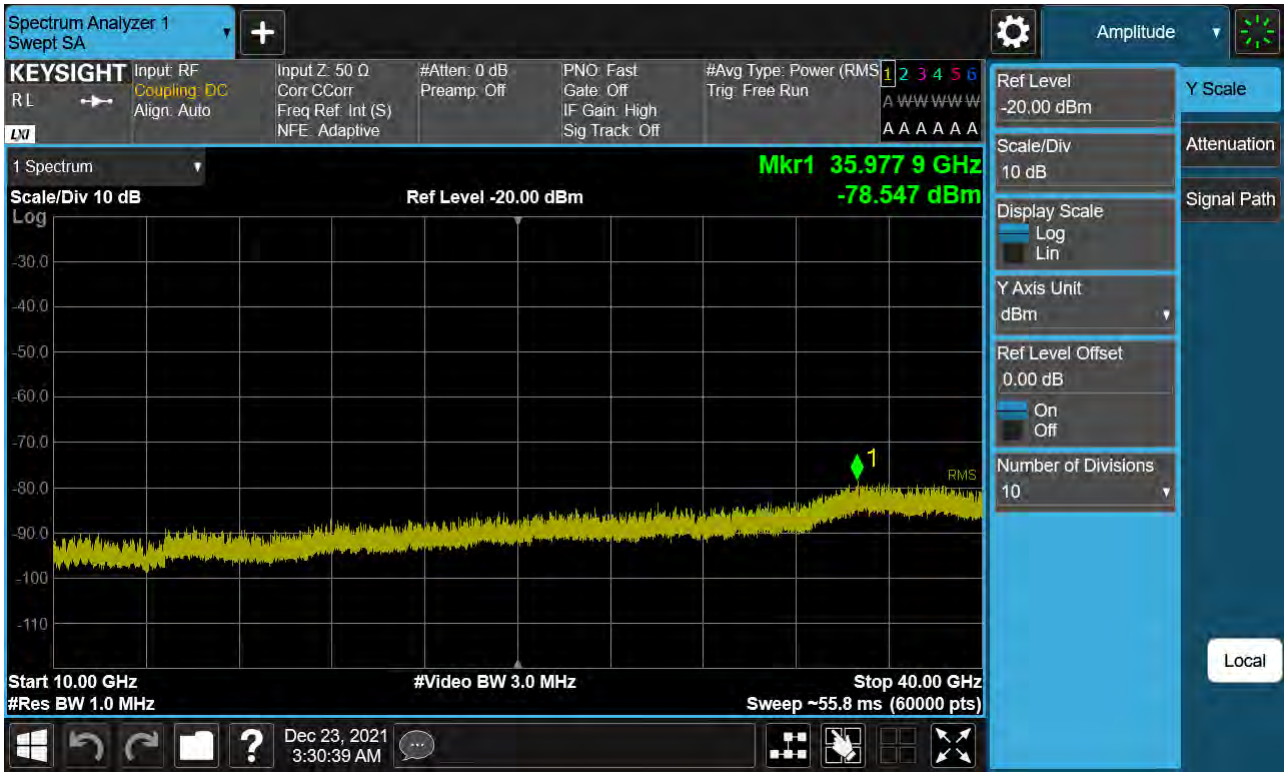 Spectrum Analyzer 1
Swept SA
Amplitude
KEYSIGHT
R L
LXI
Input: RF
Coupling: DC
Align: Auto
Input Z: 50 Ω
Corr CCorr
Freq Ref: Int (S)
NFE: Adaptive
#Atten: 0 dB
Preamp: Off
PNO: Fast
Gate: Off
IF Gain: High
Sig Track: Off
#Avg Type: Power (RMS
Trig: Free Run
1 2 3 4 5 6
A W W W W W
A A A A A A
1 Spectrum
Scale/Div 10 dB
Ref Level -20.00 dBm
Mkr1 35.977 9 GHz
-78.547 dBm
Log
-30.0
-40.0
-50.0
-60.0
-70.0
-80.0
-90.0
-100
-110
1
RMS
Start 10.00 GHz
#Video BW 3.0 MHz
Stop 40.00 GHz
#Res BW 1.0 MHz
Sweep ~55.8 ms (60000 pts)
Ref Level
-20.00 dBm
Scale/Div
10 dB
Display Scale
Log
Lin
Y Axis Unit
dBm
Ref Level Offset
0.00 dB
On
Off
Number of Divisions
10
Y Scale
Attenuation
Signal Path
Local
?
Dec 23, 2021
3:30:39 AM